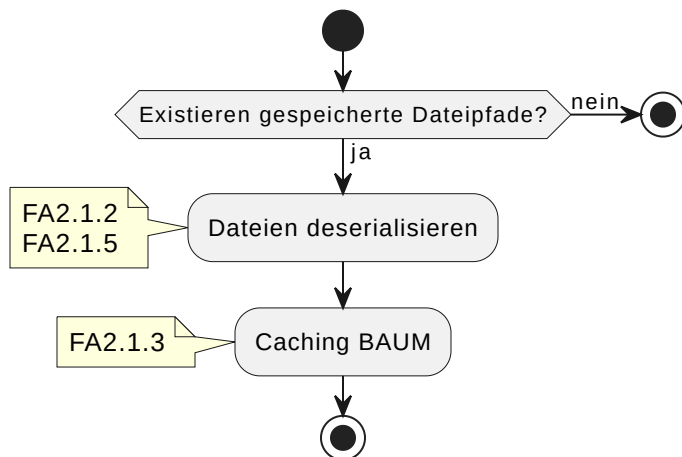 Existieren gespeicherte Dateipfade?
nein
ja
FA2.1.2
FA2.1.5
Dateien deserialisieren
FA2.1.3
Caching BAUM